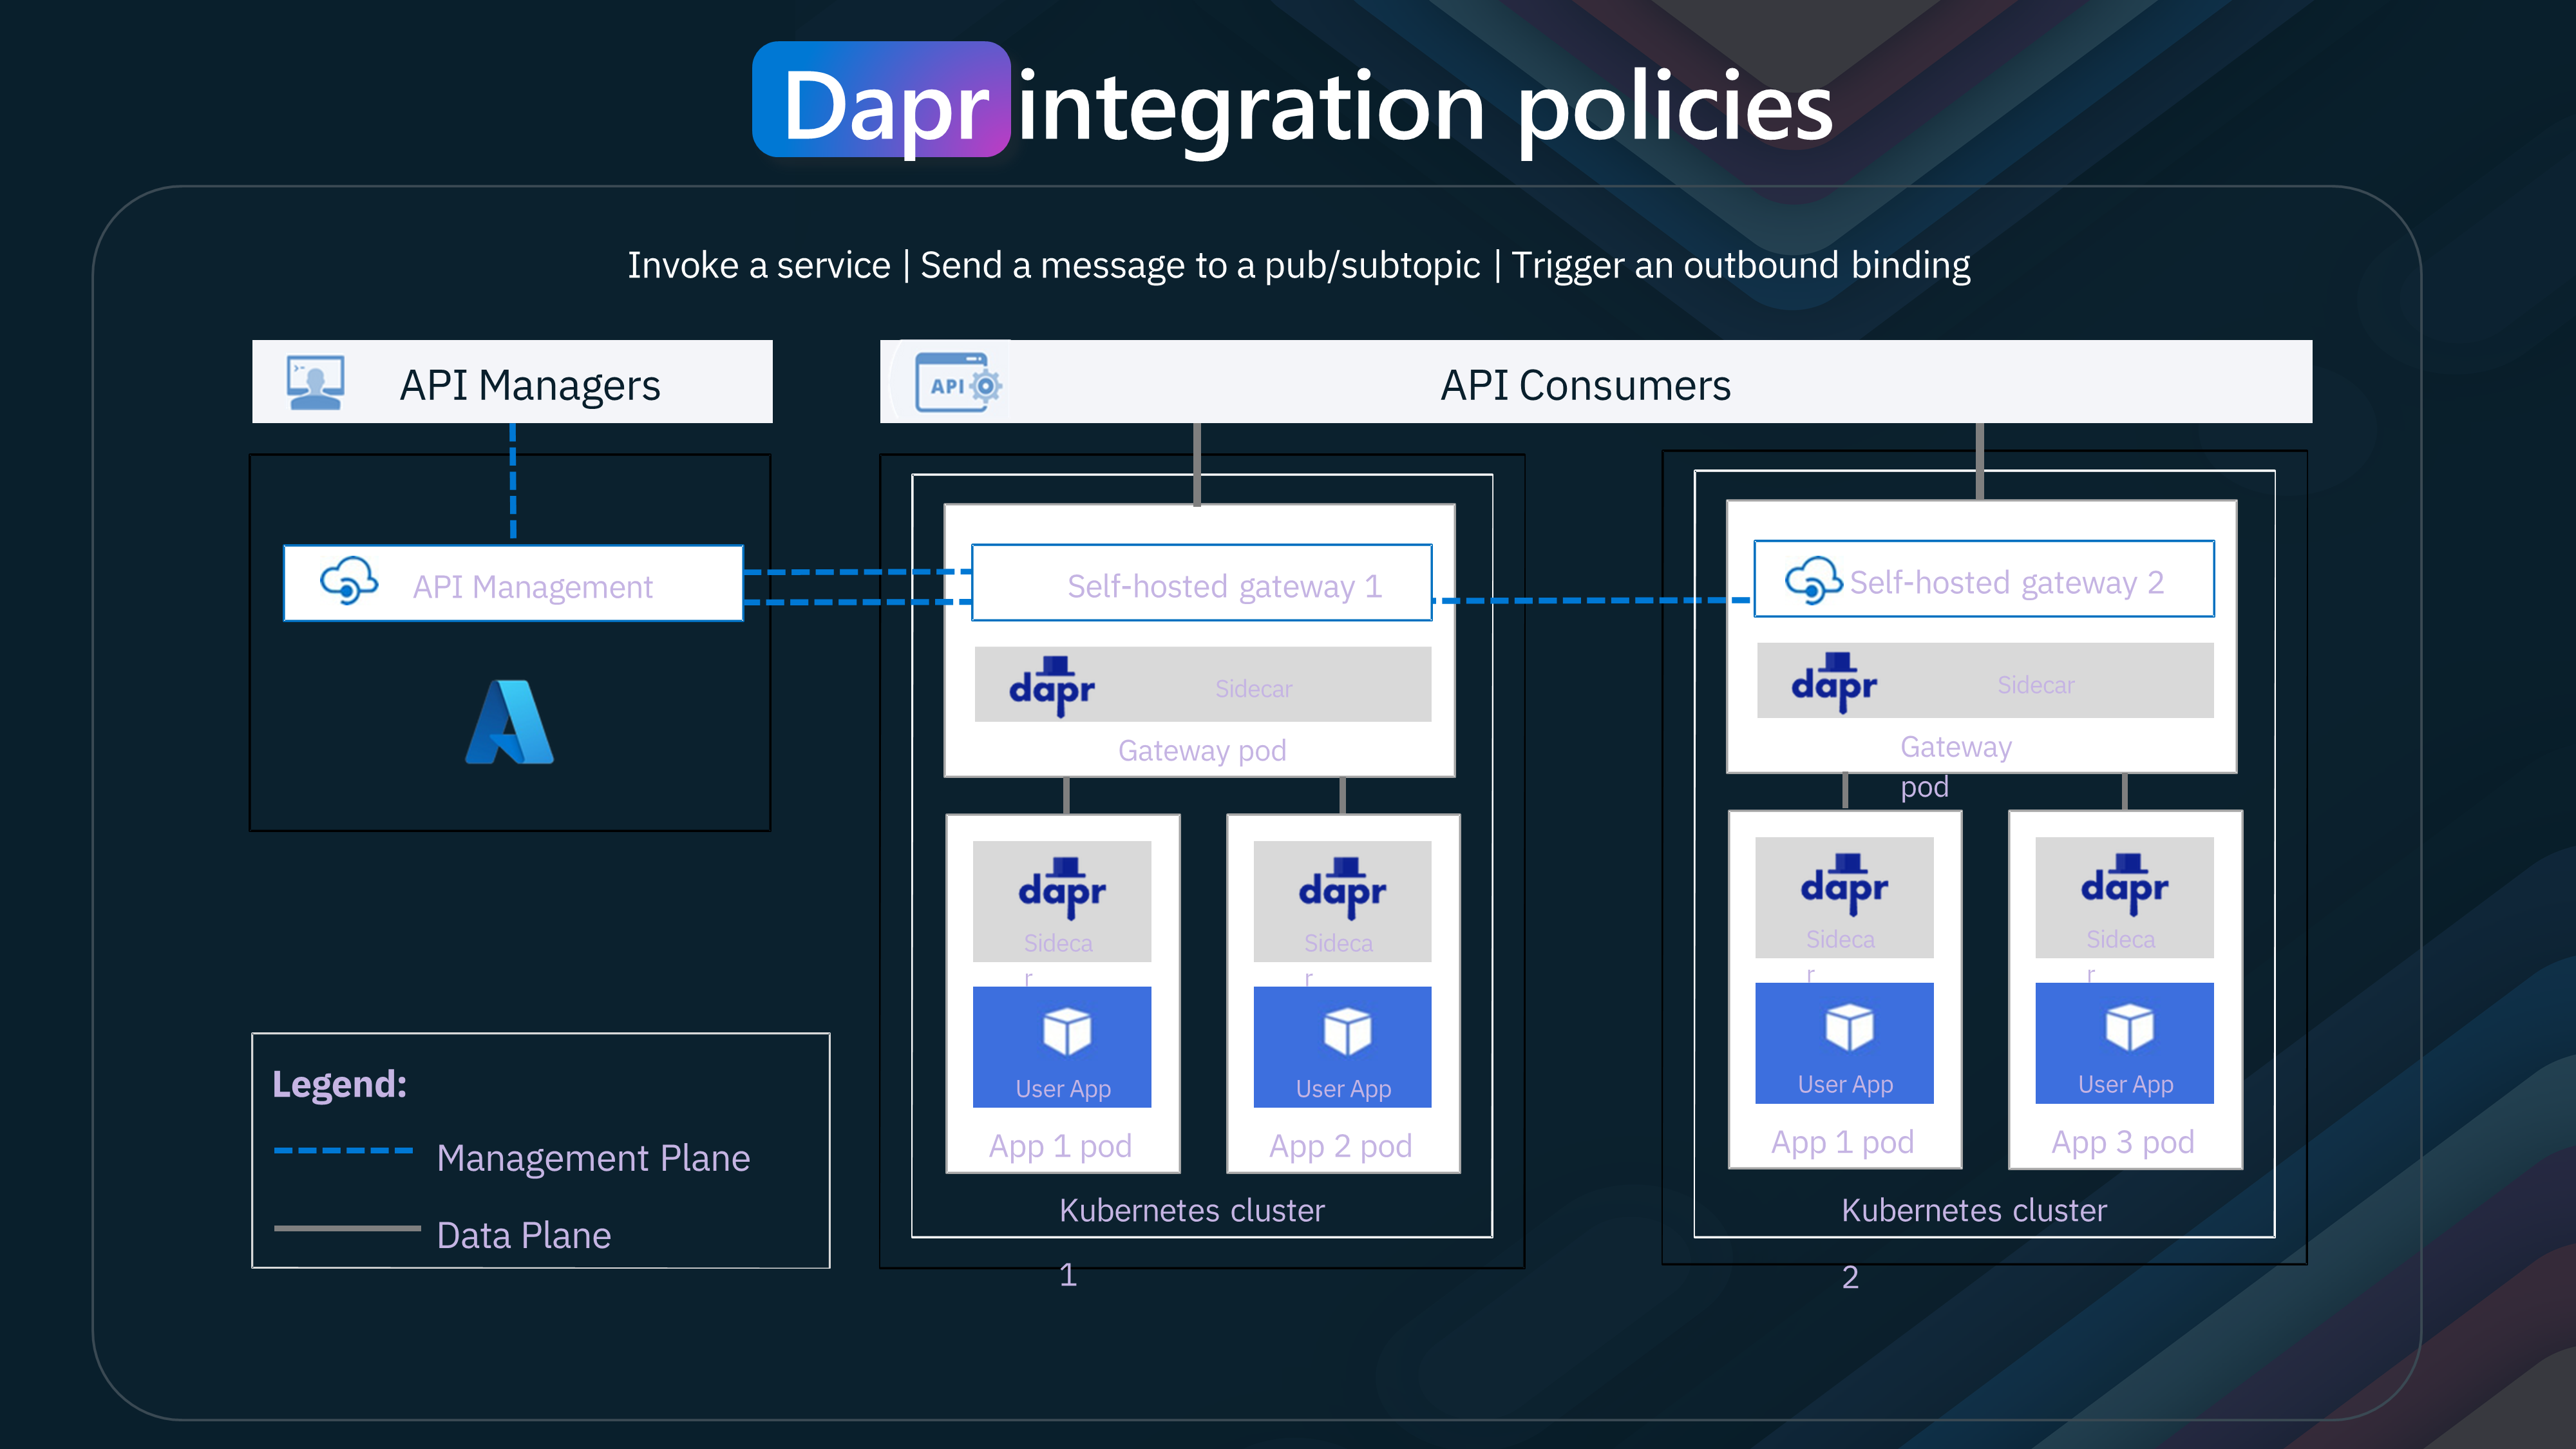 Dapr integration policies
Invoke a service | Send a message to a pub/subtopic | Trigger an outbound binding
API Managers
API
API Consumers
API Management
Self-hosted gateway 1
Self-hosted gateway 2
dapr
Sidecar
dapr
Sidecar
Gateway pod
Gateway
pod
dapr
Sideca
r
User App
App 1 pod
dapr
Sideca
r
User App
App 2 pod
dapr
Sideca
r
User App
App 1 pod
dapr
Sideca
r
User App
App 3 pod
Kubernetes cluster
1
Kubernetes cluster
2
Legend:
Management Plane
Data Plane